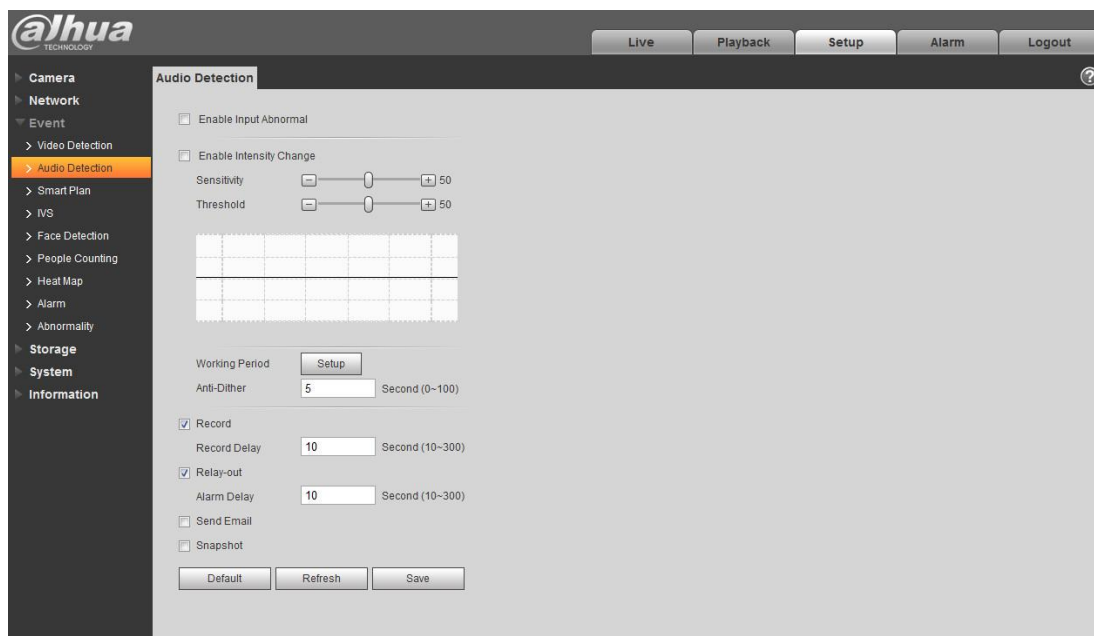 alhua
TECHNOLOGY
Live Playback Setup Alarm Logout
Camera
Network
Event
Video Detection
Audio Detection
Smart Plan
IVS
Face Detection
People Counting
Heat Map
Alarm
Abnormality
Storage
System
Information
Audio Detection
?
Enable Input Abnormal
Enable Intensity Change
Sensitivity 50
Threshold 50
Working Period Setup
Anti-Dither 5 Second (0~100)
Record
Record Delay 10 Second (10~300)
Relay-out
Alarm Delay 10 Second (10~300)
Send Email
Snapshot
Default Refresh Save